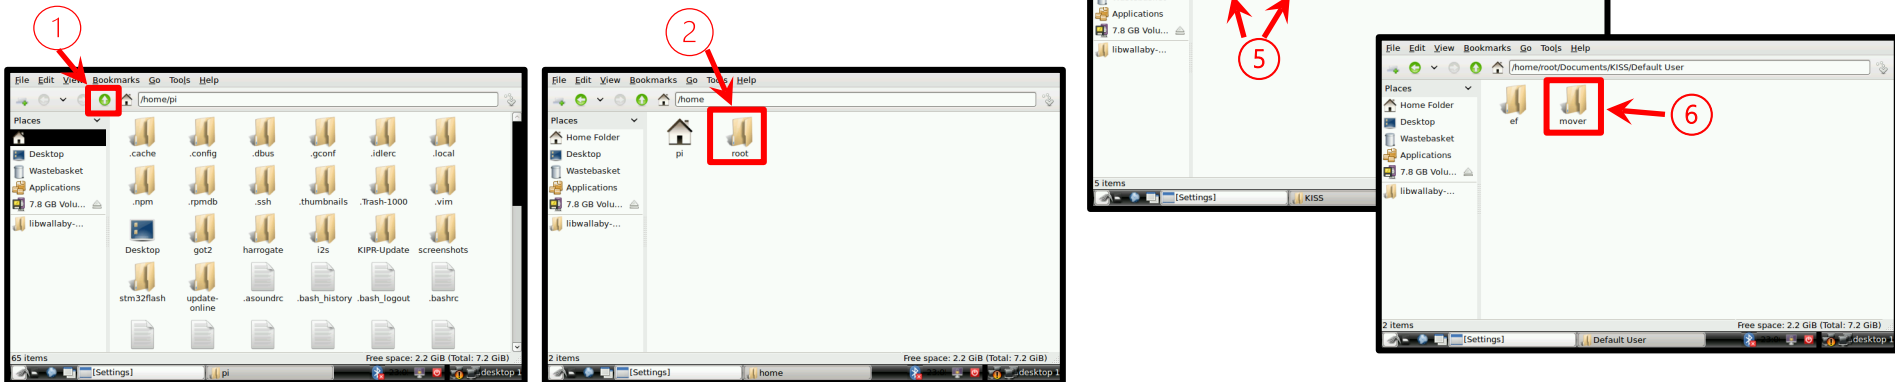 1
File Edit View Bookmarks Go Tools Help
/home/pi
Places
Desktop
Wastebasket
Applications
7.8 GB Volu...
libwallaby-...
.cache .config .dbus .gconf .idlerc .local
.npm .rpmdb .ssh .thumbnails .Trash-1000 .vim
Desktop got2 harrogate i2s KIPR-Update screenshots
stm32flash update-online .asoundrc .bash_history .bash_logout .bashrc
65 items Free space: 2.2 GiB (Total: 7.2 GiB)
[Settings] pi desktop 1
2
File Edit View Bookmarks Go Tools Help
/home
Places
Home Folder
Desktop
Wastebasket
Applications
7.8 GB Volu...
libwallaby-...
pi root
2 items Free space: 2.2 GiB (Total: 7.2 GiB)
[Settings] home desktop 1
Applications
7.8 GB Volu...
libwallaby-...
5
5 items
[Settings] KISS
File Edit View Bookmarks Go Tools Help
/home/root/Documents/KISS/Default User
Places
Home Folder
Desktop
Wastebasket
Applications
7.8 GB Volu...
libwallaby-...
ef mover
6
2 items Free space: 2.2 GiB (Total: 7.2 GiB)
[Settings] Default User desktop 1